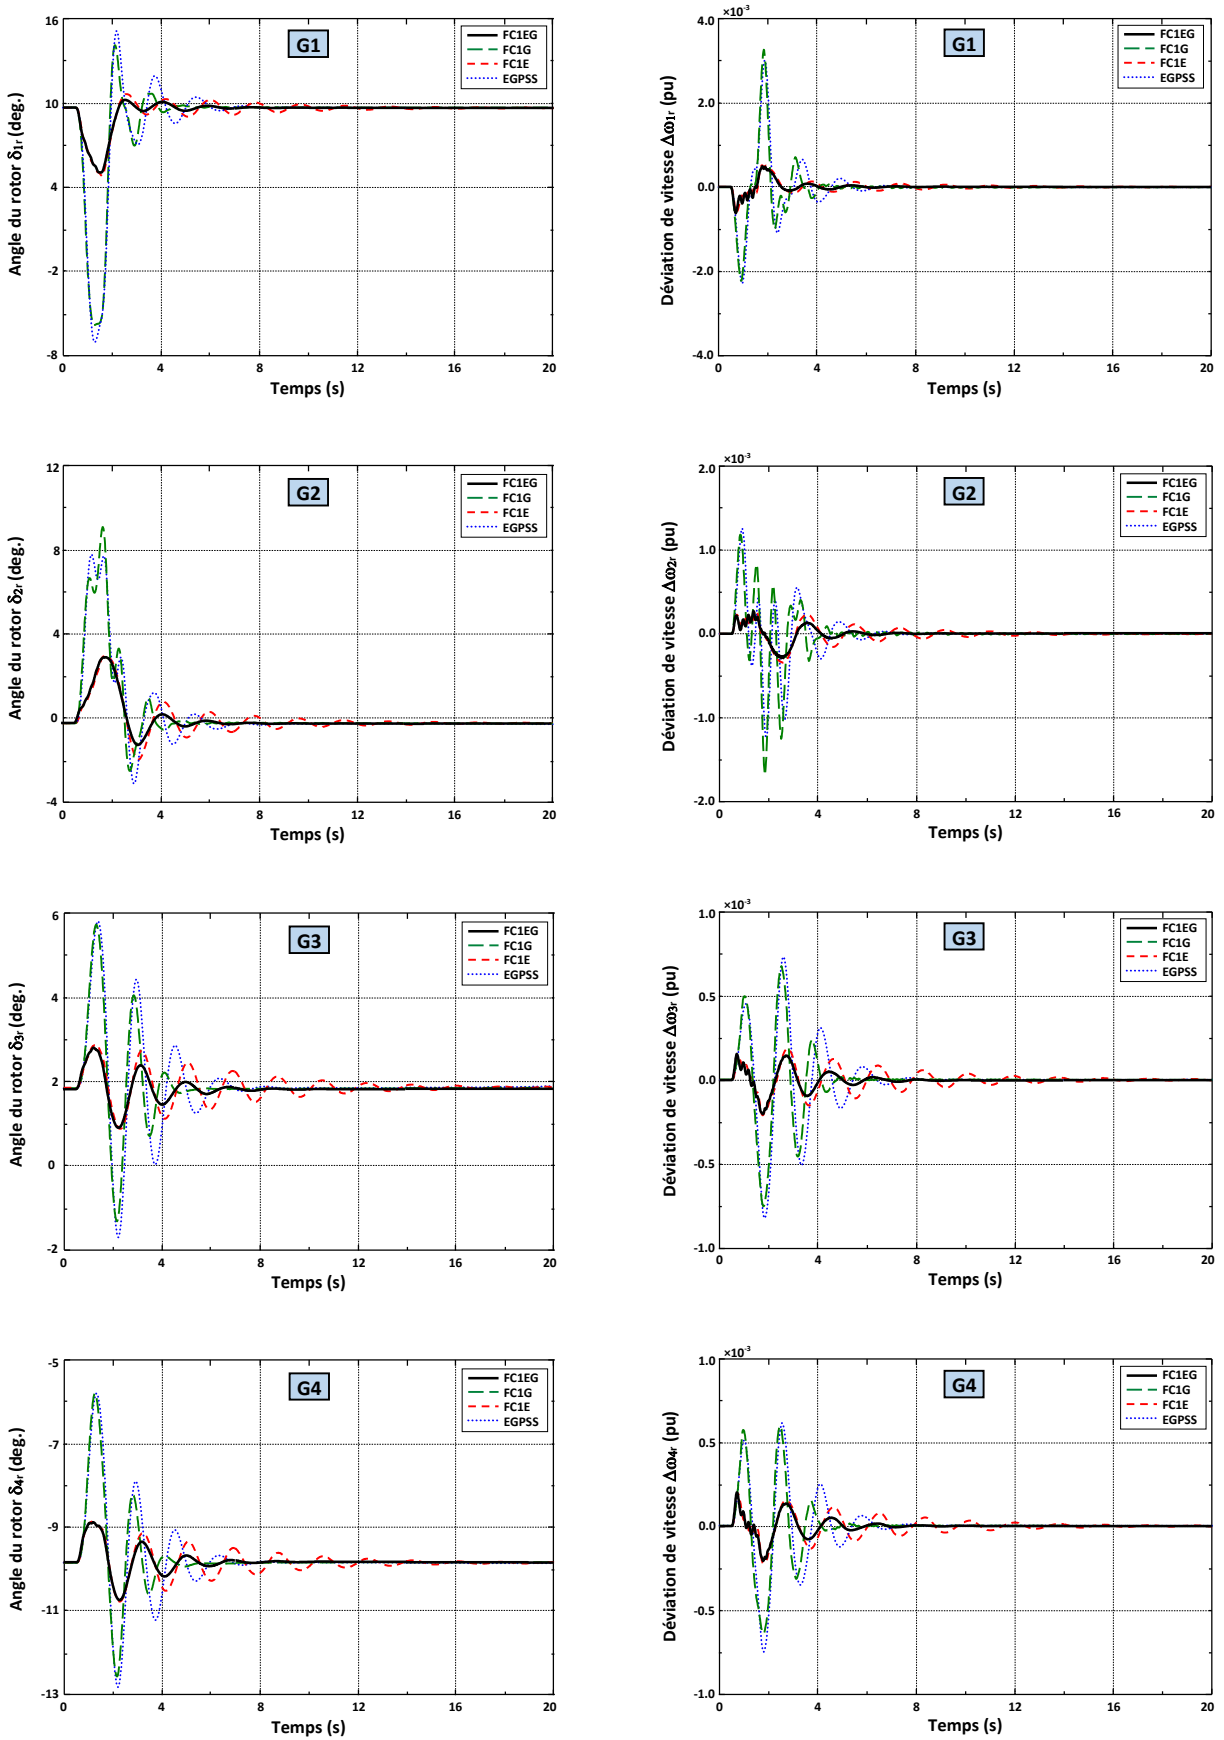 16
10
4
-2
-8
0
4
8
12
16
20
Temps (s)
Angle du rotor δ1r (deg.)
G1
FC1EG
FC1G
FC1E
EGPSS
×10-3
4.0
2.0
0.0
-2.0
-4.0
0
4
8
12
16
20
Temps (s)
Déviation de vitesse Δω1r (pu)
G1
FC1EG
FC1G
FC1E
EGPSS
12
8
4
0
-4
0
4
8
12
16
20
Temps (s)
Angle du rotor δ2r (deg.)
G2
FC1EG
FC1G
FC1E
EGPSS
×10-3
2.0
1.0
0.0
-1.0
-2.0
0
4
8
12
16
20
Temps (s)
Déviation de vitesse Δω2r (pu)
G2
FC1EG
FC1G
FC1E
EGPSS
6
4
2
0
-2
0
4
8
12
16
20
Temps (s)
Angle du rotor δ3r (deg.)
G3
FC1EG
FC1G
FC1E
EGPSS
×10-3
1.0
0.5
0.0
-0.5
-1.0
0
4
8
12
16
20
Temps (s)
Déviation de vitesse Δω3r (pu)
G3
FC1EG
FC1G
FC1E
EGPSS
-5
-7
-9
-11
-13
0
4
8
12
16
20
Temps (s)
Angle du rotor δ4r (deg.)
G4
FC1EG
FC1G
FC1E
EGPSS
×10-3
1.0
0.5
0.0
-0.5
-1.0
0
4
8
12
16
20
Temps (s)
Déviation de vitesse Δω4r (pu)
G4
FC1EG
FC1G
FC1E
EGPSS